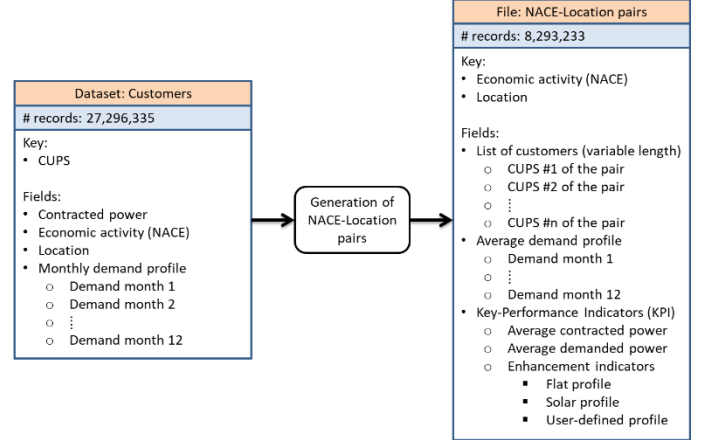 Dataset: Customers
# records: 27,296,335
Key:
• CUPS
Fields:
• Contracted power
• Economic activity (NACE)
• Location
• Monthly demand profile
o Demand month 1
o Demand month 2
o ⋮
o Demand month 12
Generation of
NACE-Location
pairs
File: NACE-Location pairs
# records: 8,293,233
Key:
• Economic activity (NACE)
• Location
Fields:
• List of customers (variable length)
o CUPS #1 of the pair
o CUPS #2 of the pair
o ⋮
o CUPS #n of the pair
• Average demand profile
o Demand month 1
o ⋮
o Demand month 12
• Key-Performance Indicators (KPI)
o Average contracted power
o Average demanded power
o Enhancement indicators
▪ Flat profile
▪ Solar profile
▪ User-defined profile